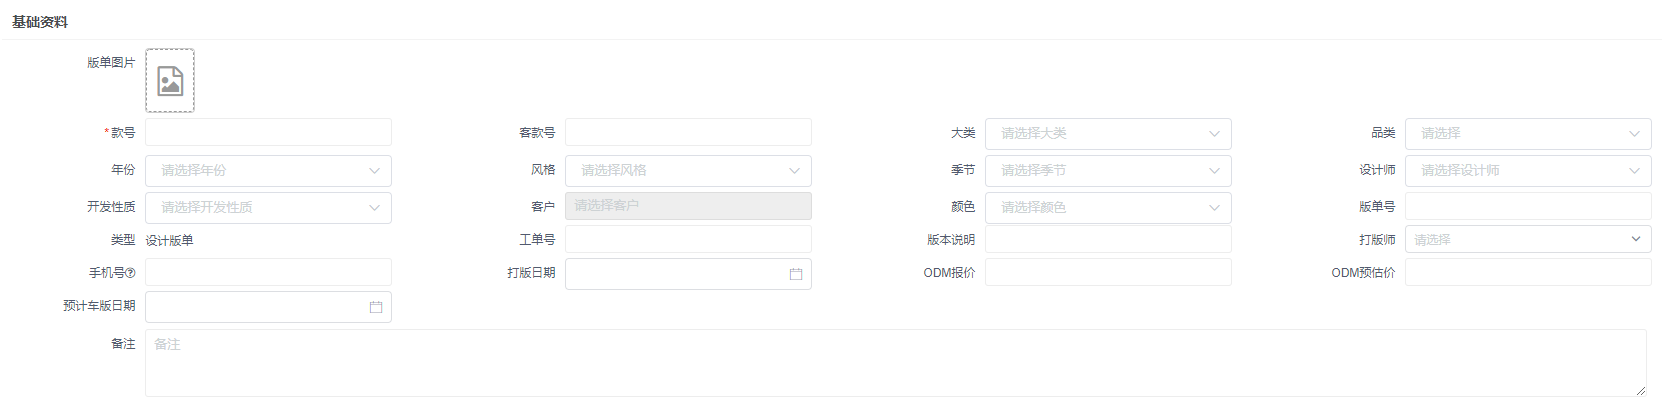 基础资料
版单图片
*款号 客款号 大类 请选择大类 品类 请选择
年份 请选择年份 风格 请选择风格 季节 请选择季节 设计师 请选择设计师
开发性质 请选择开发性质 客户 请选择客户 颜色 请选择颜色 版单号
类型 设计版单 工单号 版本说明 打版师 请选择
手机号 打版日期 ODM报价 ODM预估价
预计车版日期
备注 备注